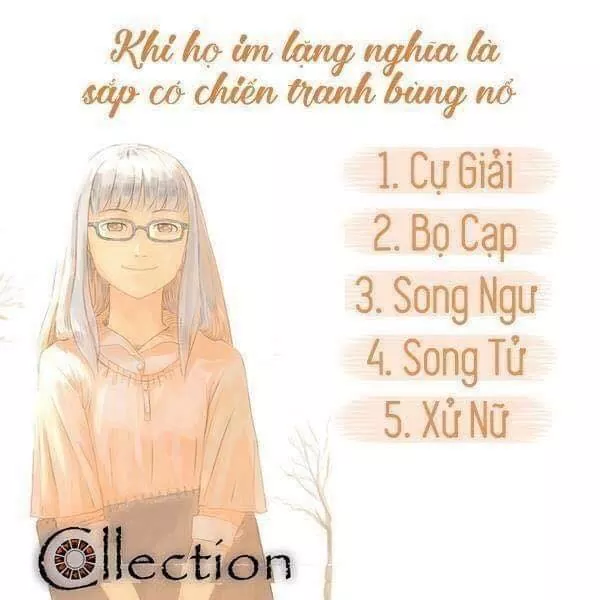 Khi họ im lặng nghĩa là
sắp có chiến tranh bùng nổ
1. Cự Giải
2. Bọ Cạp
3. Song Ngư
4. Song Tử
5. Xử Nữ
Collection